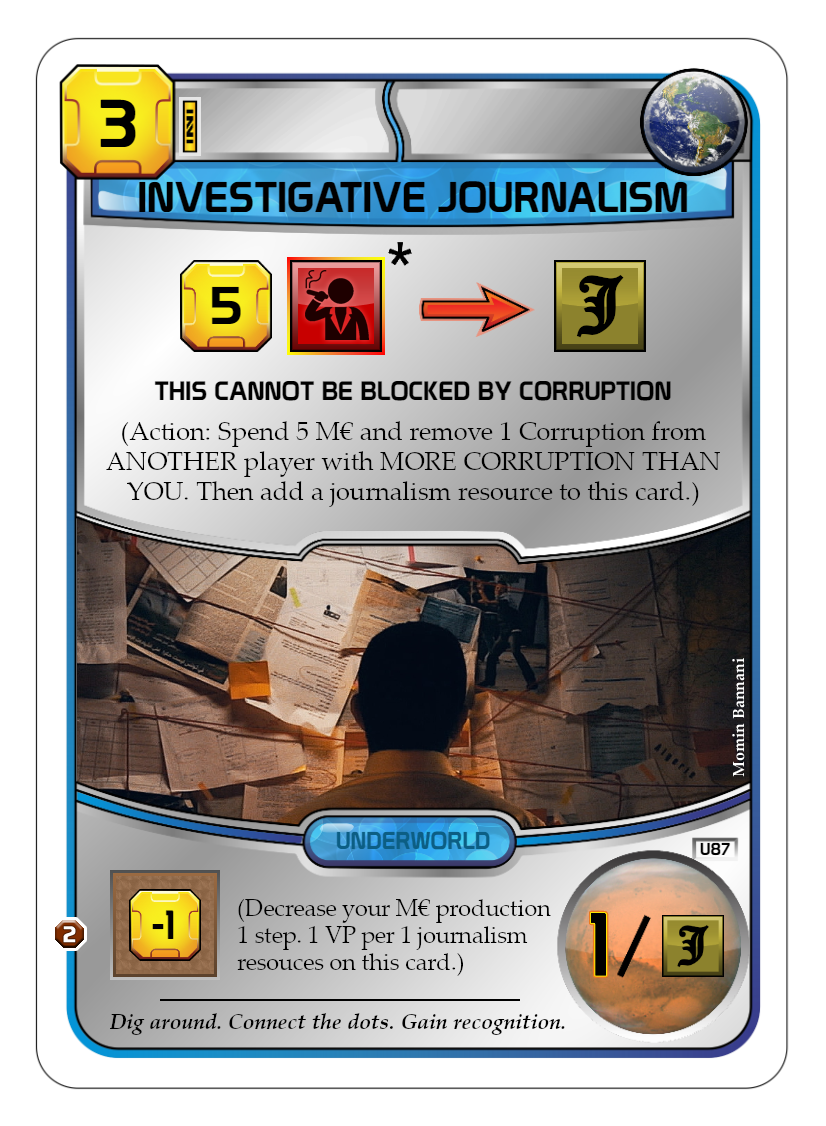 3
INVESTIGATIVE JOURNALISM
5 * J
THIS CANNOT BE BLOCKED BY CORRUPTION
(Action: Spend 5 M€ and remove 1 Corruption from
ANOTHER player with MORE CORRUPTION THAN
YOU. Then add a journalism resource to this card.)
Algeria
Momin Bannani
UNDERWORLD
U87
-1
(Decrease your M€ production
1 step. 1 VP per 1 journalism
resouces on this card.)
2
1/ J
Dig around. Connect the dots. Gain recognition.